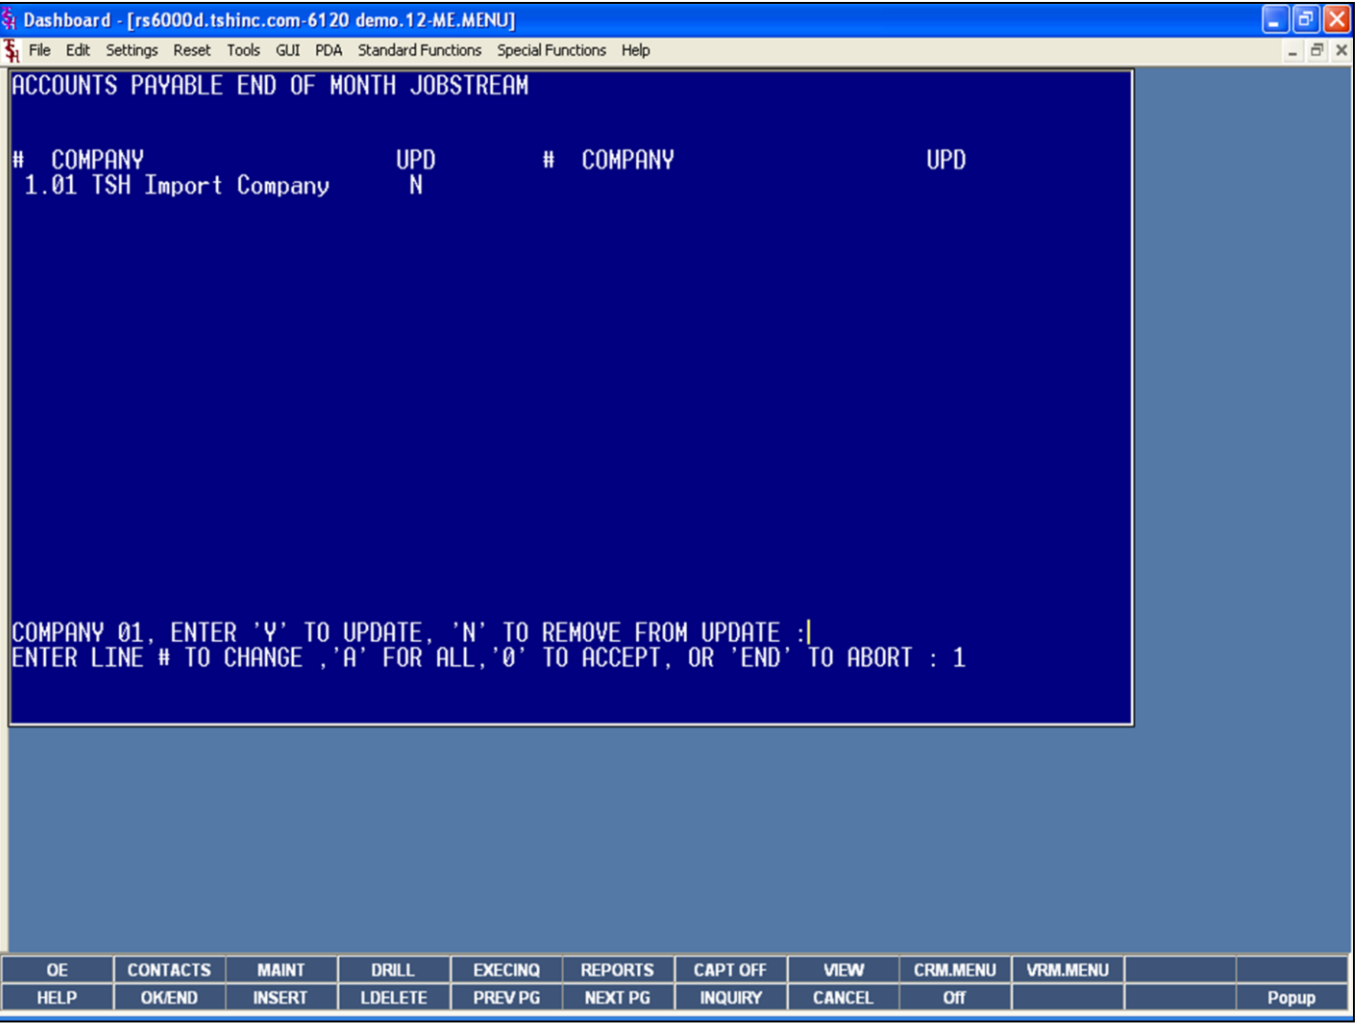 Dashboard - [rs6000d.tshinc.com-6120 demo.12-ME.MENU]
File Edit Settings Reset Tools GUI PDA Standard Functions Special Functions Help
ACCOUNTS PAYABLE END OF MONTH JOBSTREAM
# COMPANY UPD # COMPANY UPD
1.01 TSH Import Company N
COMPANY 01, ENTER 'Y' TO UPDATE, 'N' TO REMOVE FROM UPDATE :
ENTER LINE # TO CHANGE ,'A' FOR ALL,'0' TO ACCEPT, OR 'END' TO ABORT : 1
OE CONTACTS MAINT DRILL EXECINQ REPORTS CAPT OFF VIEW CRM.MENU VRM.MENU
HELP OK/END INSERT LDELETE PREV PG NEXT PG INQUIRY CANCEL Off Popup